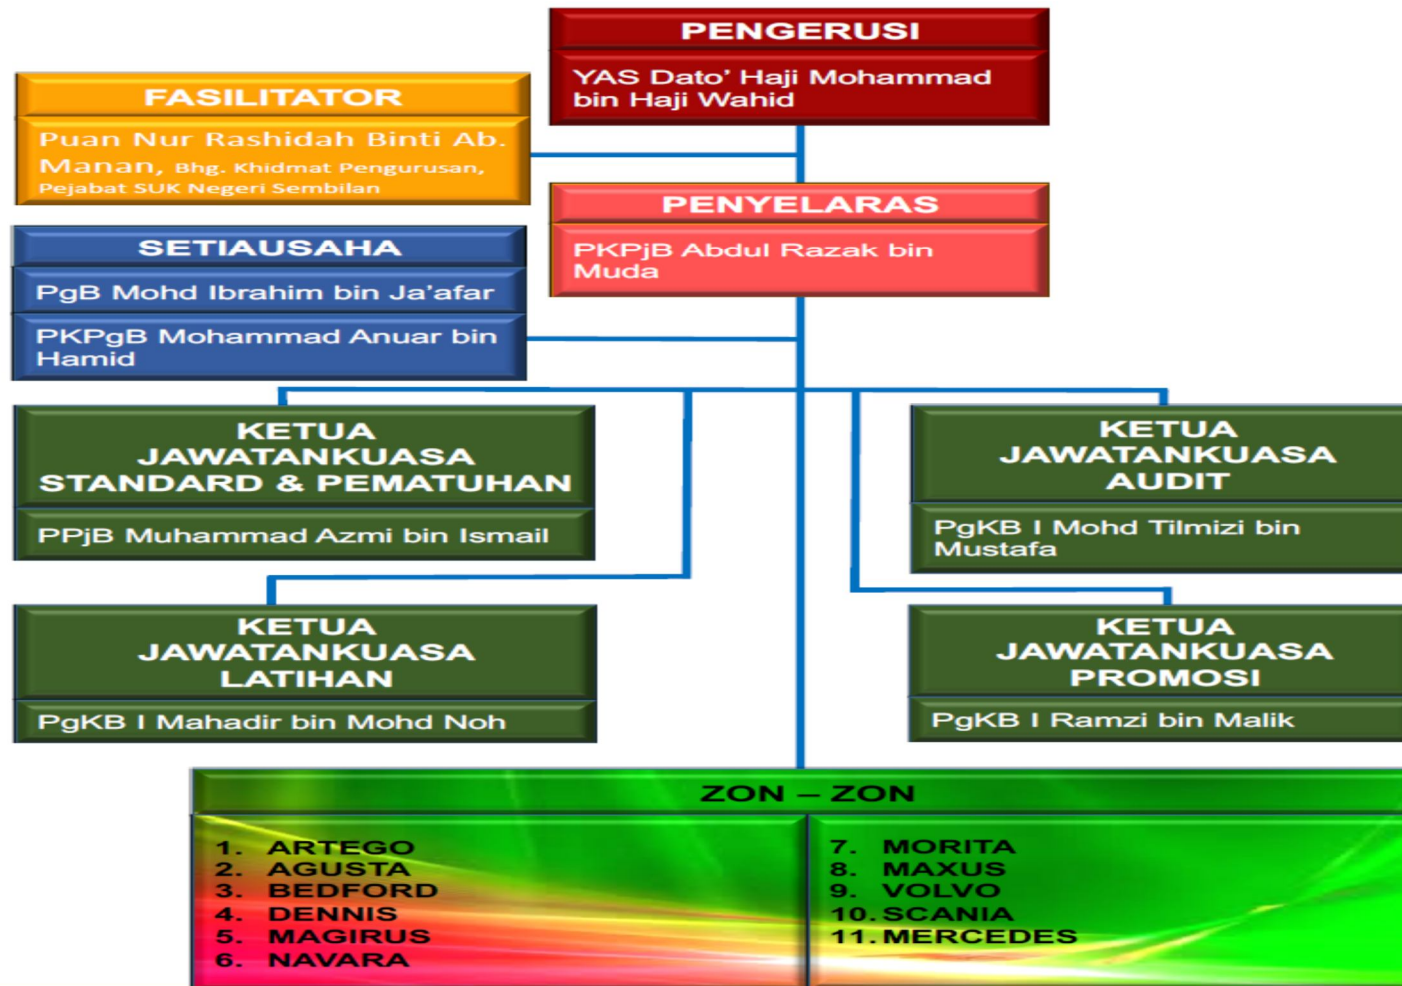 PENGERUSI
YAS Dato’ Haji Mohammad
bin Haji Wahid
FASILITATOR
Puan Nur Rashidah Binti Ab.
Manan, Bhg. Khidmat Pengurusan,
Pejabat SUK Negeri Sembilan
PENYELARAS
PKPjB Abdul Razak bin
Muda
SETIAUSAHA
PgB Mohd Ibrahim bin Ja’afar
PKPgB Mohammad Anuar bin
Hamid
KETUA
JAWATANKUASA
STANDARD & PEMATUHAN
PPjB Muhammad Azmi bin Ismail
KETUA
JAWATANKUASA
AUDIT
PgKB I Mohd Tilmizi bin
Mustafa
KETUA
JAWATANKUASA
LATIHAN
PgKB I Mahadir bin Mohd Noh
KETUA
JAWATANKUASA
PROMOSI
PgKB I Ramzi bin Malik
ZON – ZON
1. ARTEGO
2. AGUSTA
3. BEDFORD
4. DENNIS
5. MAGIRUS
6. NAVARA
7. MORITA
8. MAXUS
9. VOLVO
10. SCANIA
11. MERCEDES